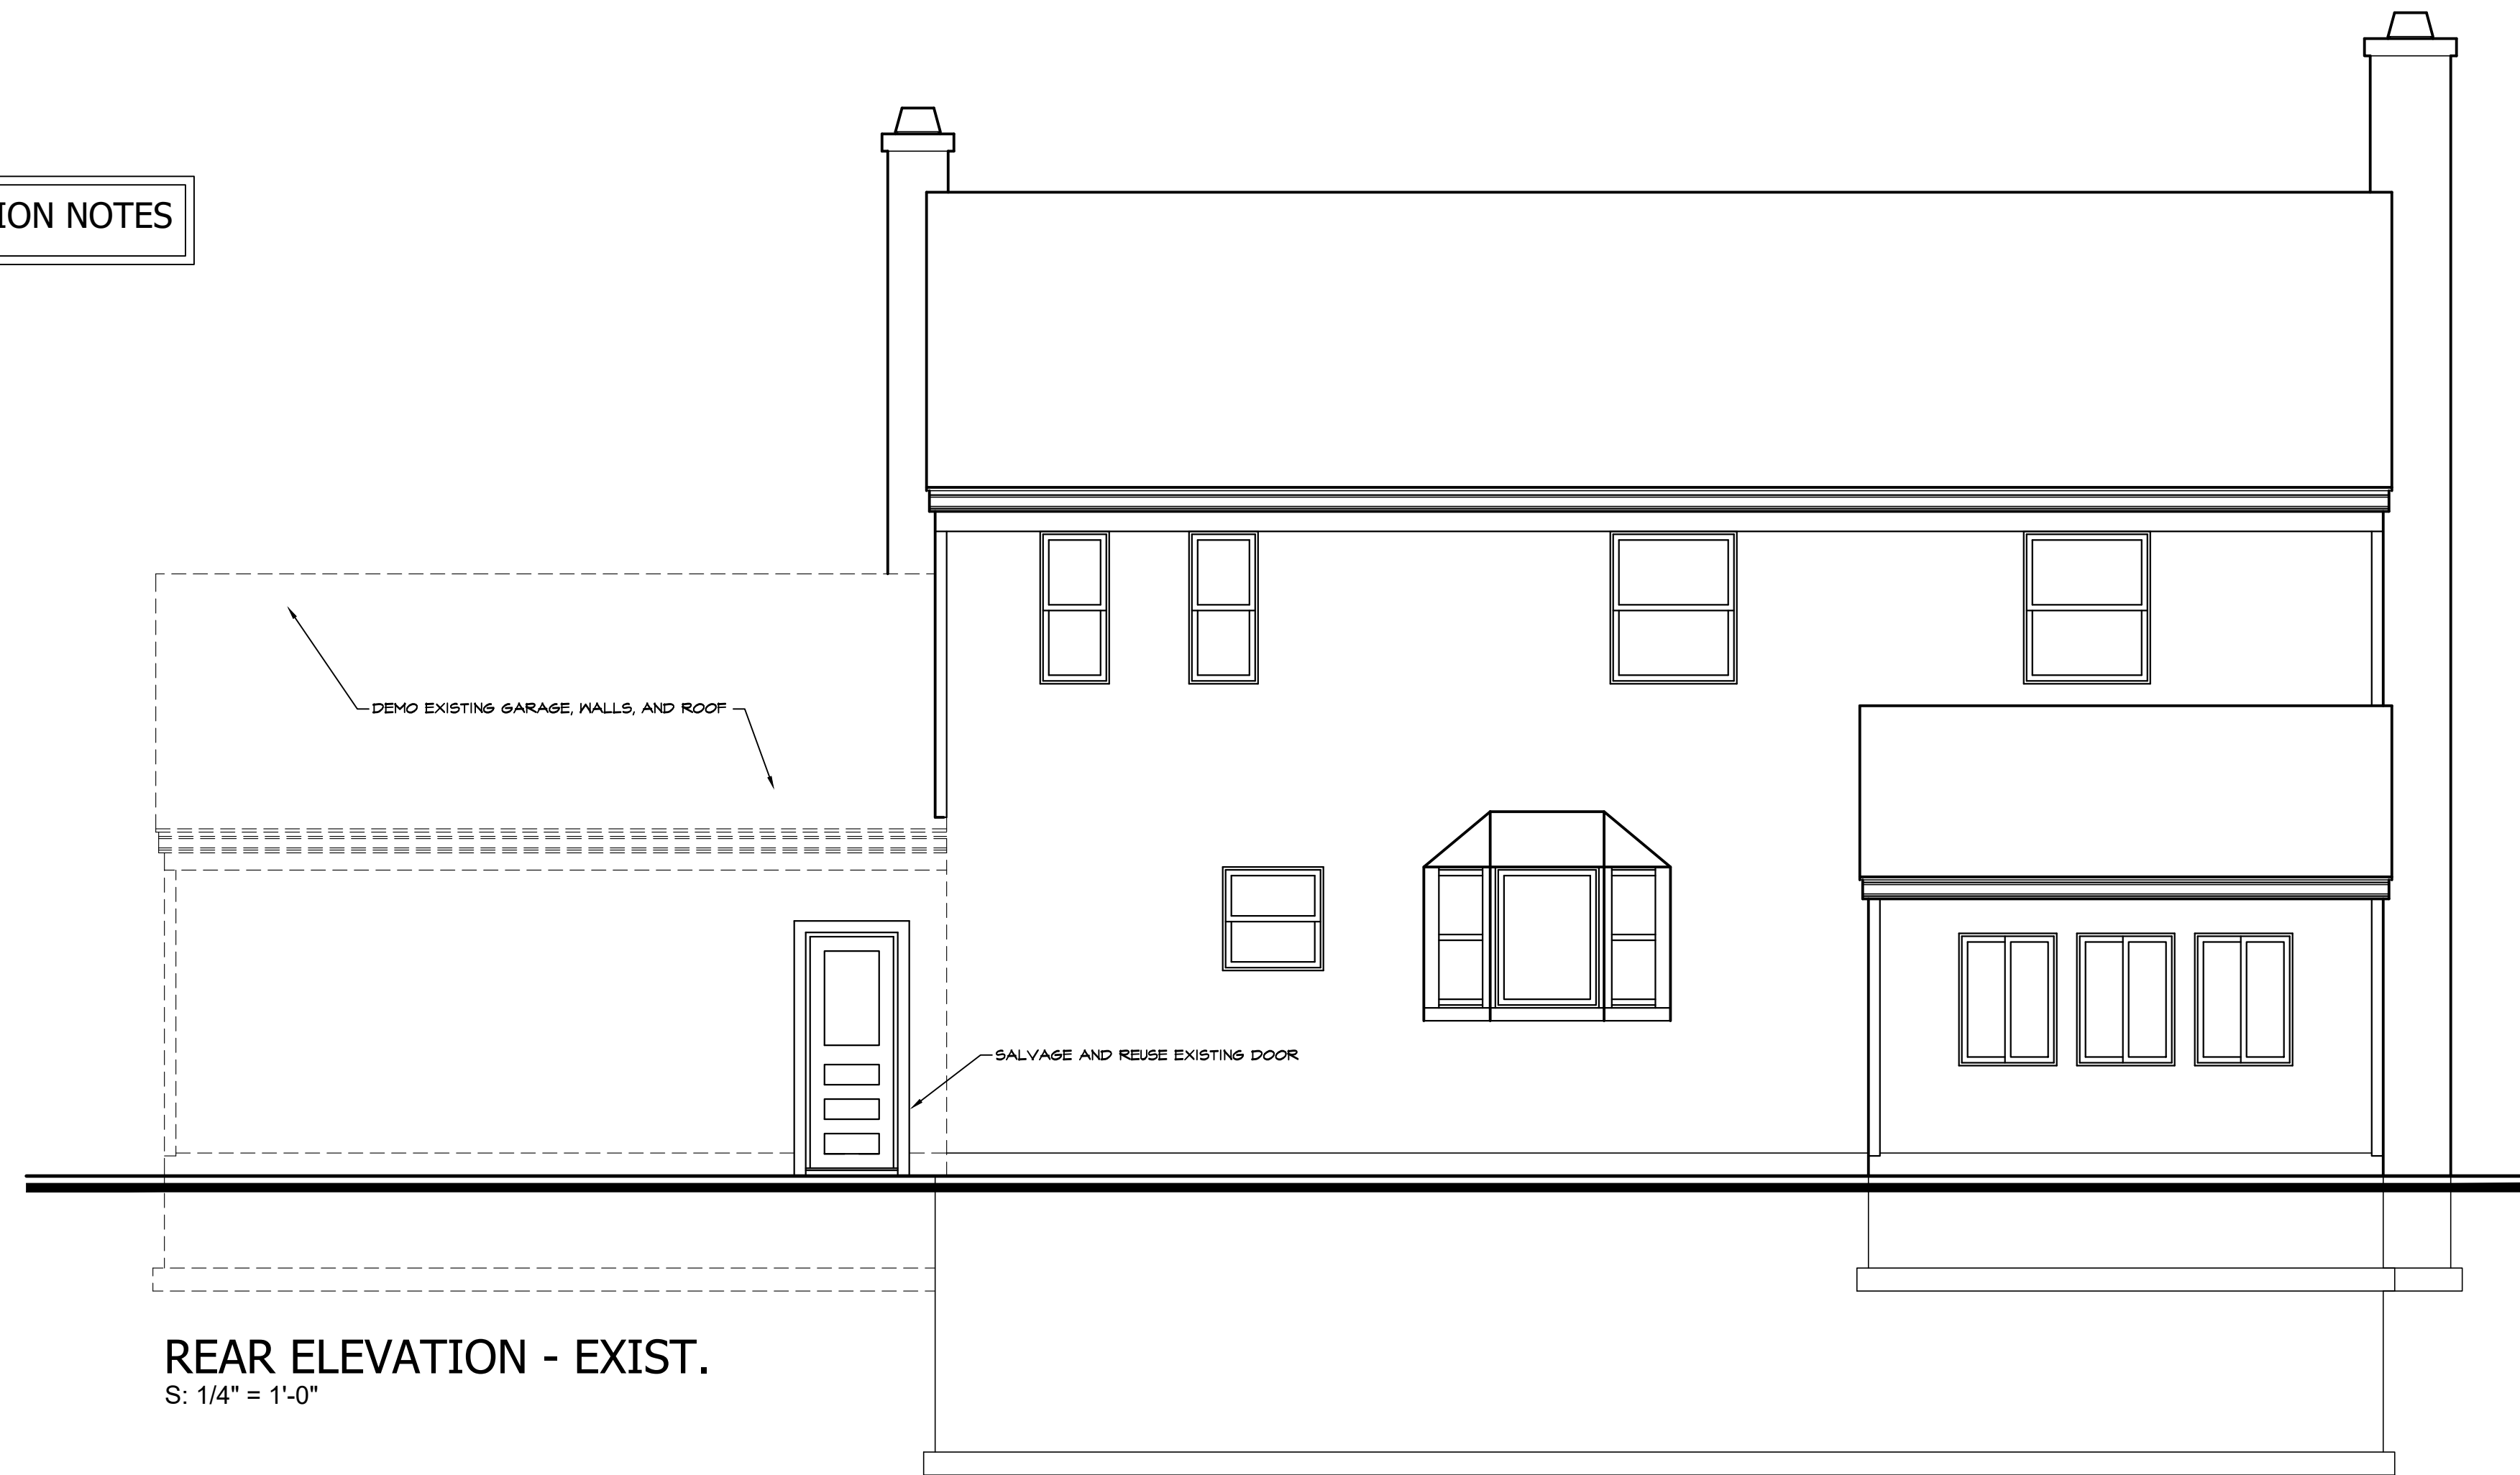 ION NOTES
DEMO EXISTING GARAGE, WALLS, AND ROOF
SALVAGE AND REUSE EXISTING DOOR
REAR ELEVATION - EXIST.
S: 1/4" = 1'-0"